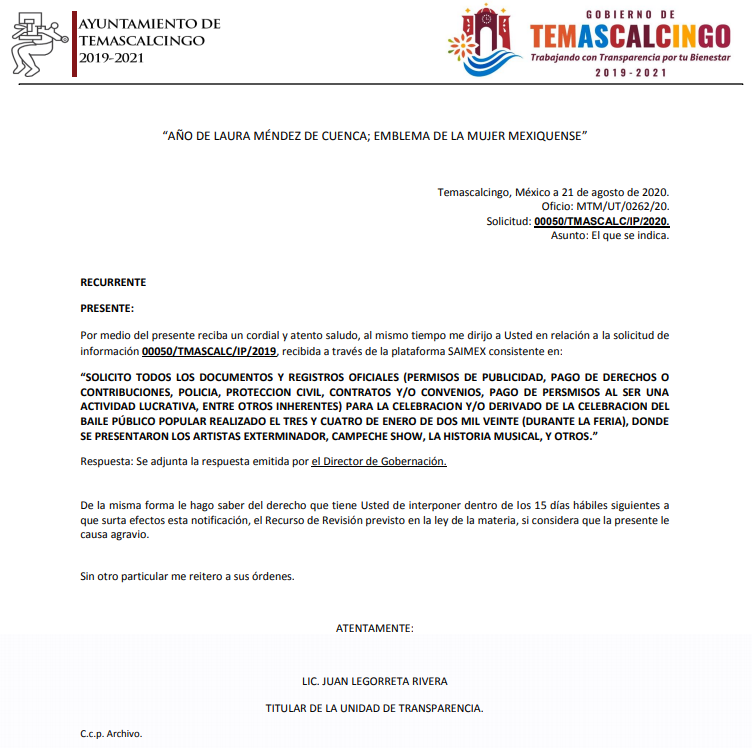 AYUNTAMIENTO DE
TEMASCALCINGO
2019-2021
GOBIERNO DE
TEMASCALCINGO
Trabajando con Transparencia por tu Bienestar
2019-2021
“AÑO DE LAURA MÉNDEZ DE CUENCA; EMBLEMA DE LA MUJER MEXIQUENSE”
Temascalcingo, México a 21 de agosto de 2020.
Oficio: MTM/UT/0262/20.
Solicitud: 00050/TMASCALC/IP/2020.
Asunto: El que se indica.
RECURRENTE
PRESENTE:
Por medio del presente reciba un cordial y atento saludo, al mismo tiempo me dirijo a Usted en relación a la solicitud de
información 00050/TMASCALC/IP/2019, recibida a través de la plataforma SAIMEX consistente en:
“SOLICITO TODOS LOS DOCUMENTOS Y REGISTROS OFICIALES (PERMISOS DE PUBLICIDAD, PAGO DE DERECHOS O
CONTRIBUCIONES, POLICIA, PROTECCION CIVIL, CONTRATOS Y/O CONVENIOS, PAGO DE PERSMISOS AL SER UNA
ACTIVIDAD LUCRATIVA, ENTRE OTROS INHERENTES) PARA LA CELEBRACION Y/O DERIVADO DE LA CELEBRACION DEL
BAILE PÚBLICO POPULAR REALIZADO EL TRES Y CUATRO DE ENERO DE DOS MIL VEINTE (DURANTE LA FERIA), DONDE
SE PRESENTARON LOS ARTISTAS EXTERMINADOR, CAMPECHE SHOW, LA HISTORIA MUSICAL, Y OTROS.”
Respuesta: Se adjunta la respuesta emitida por el Director de Gobernación.
De la misma forma le hago saber del derecho que tiene Usted de interponer dentro de los 15 días hábiles siguientes a
que surta efectos esta notificación, el Recurso de Revisión previsto en la ley de la materia, si considera que la presente le
causa agravio.
Sin otro particular me reitero a sus órdenes.
ATENTAMENTE:
LIC. JUAN LEGORRETA RIVERA
TITULAR DE LA UNIDAD DE TRANSPARENCIA.
C.c.p. Archivo.